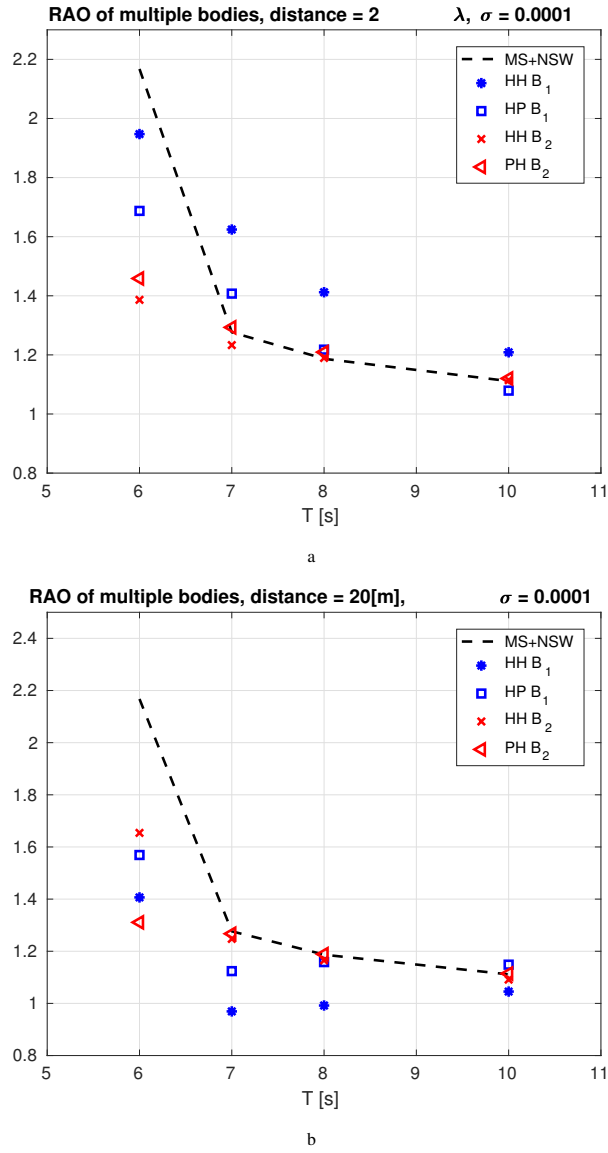 RAO of multiple bodies, distance = 2 λ, σ = 0.0001
2.2
2
1.8
1.6
1.4
1.2
1
0.8
MS+NSW
HH B1
HP B1
HH B2
PH B2
5 6 7 8 9 10 11
T [s]
a
RAO of multiple bodies, distance = 20[m], σ = 0.0001
2.4
2.2
2
1.8
1.6
1.4
1.2
1
0.8
MS+NSW
HH B1
HP B1
HH B2
PH B2
5 6 7 8 9 10 11
T [s]
b